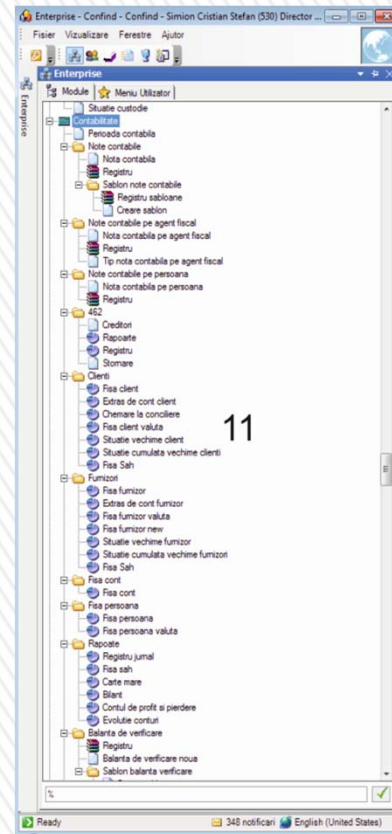 Enterprise - Confind - Confind - Simion Cristian Stefan (530) Director ...
Fisier Vizualizare Ferestre Ajutor
Enterprise
Enterprise
Module Meniu Utilizator
Situatie custodie
Contabilitate
Perioada contabila
Note contabile
Nota contabila
Registru
Sablon note contabile
Registru sabloane
Creare sablon
Note contabile pe agent fiscal
Nota contabila pe agent fiscal
Registru
Tip nota contabila pe agent fiscal
Note contabile pe persoana
Nota contabila pe persoana
Registru
462
Creditori
Rapoarte
Registru
Stornare
Clienti
Fisa client
Extras de cont client
Chemare la conciliere
Fisa client valuta
Situatie vechime client
Situatie cumulata vechime clienti
Fisa Sah
11
Furnizori
Fisa furnizor
Extras de cont furnizor
Fisa furnizor valuta
Fisa furnizor new
Situatie vechime furnizor
Situatie cumulata vechime furnizori
Fisa Sah
Fisa cont
Fisa cont
Fisa persoana
Fisa persoana
Fisa persoana valuta
Rapoate
Registru jurnal
Fisa sah
Carte mare
Bilant
Contul de profit si pierdere
Evolutie conturi
Balanta de verificare
Registru
Balanta de verificare noua
Sablon balanta verificare
%
Ready 348 notificari English (United States)